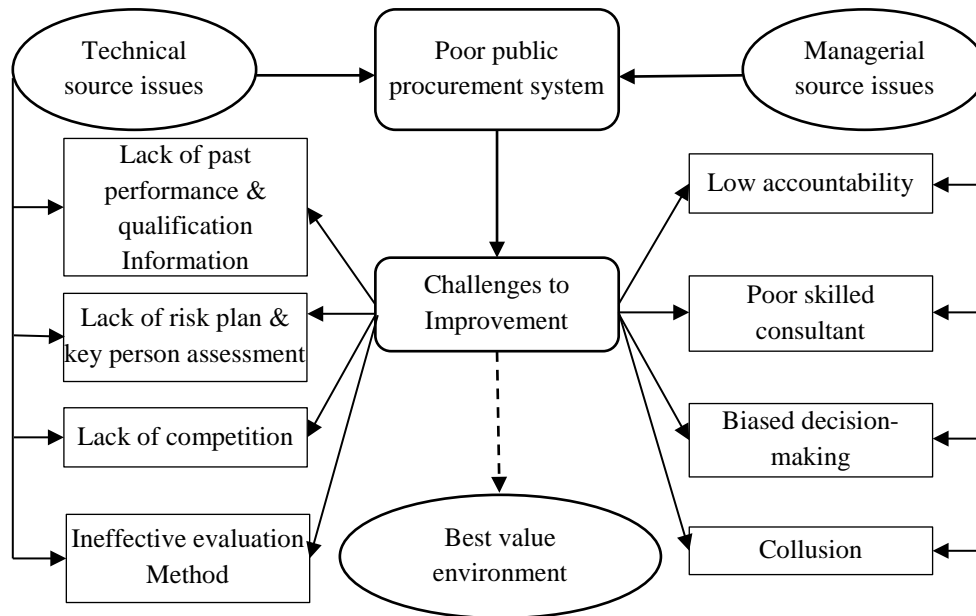 Technical
source issues
Poor public
procurement system
Managerial
source issues
Lack of past
performance &
qualification
Information
Low accountability
Challenges to
Improvement
Lack of risk plan &
key person assessment
Poor skilled
consultant
Lack of competition
Biased decision-
making
Ineffective evaluation
Method
Best value
environment
Collusion